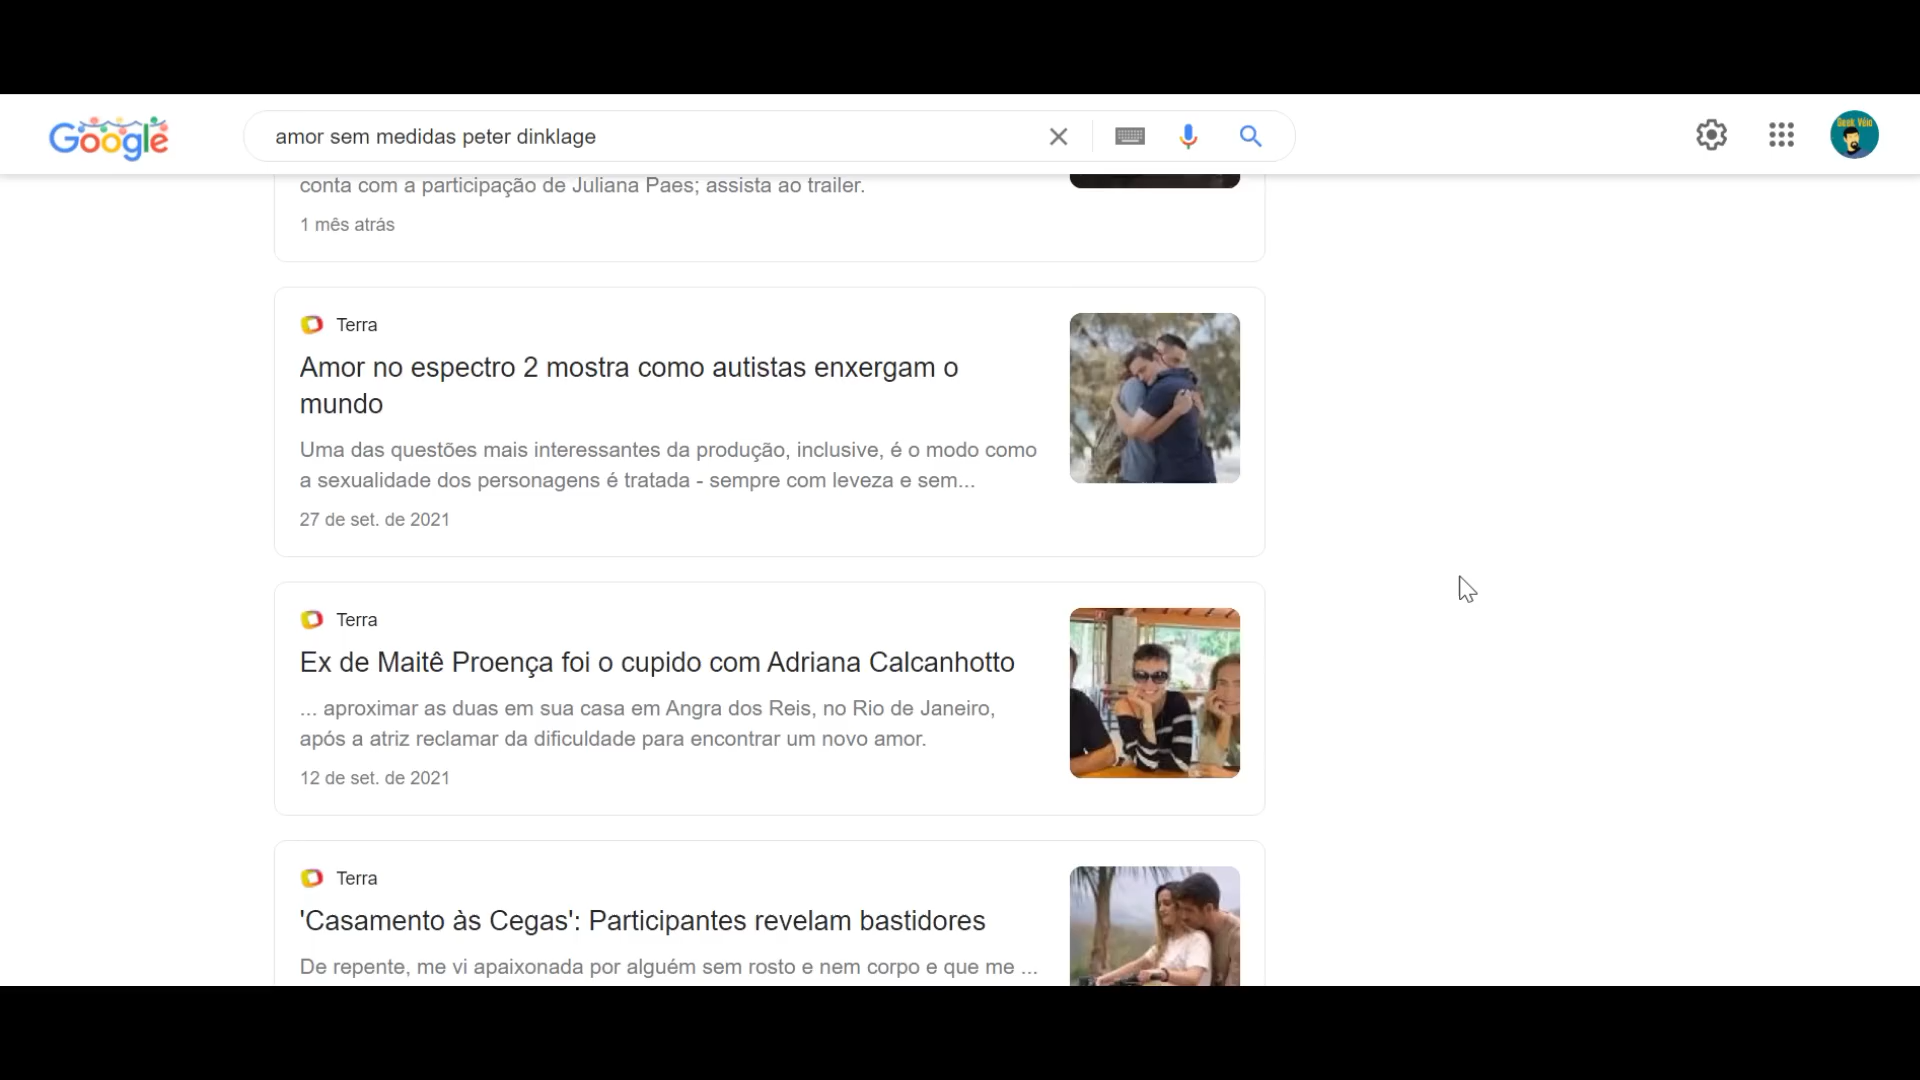 Google
amor sem medidas peter dinklage
Geek Véio
conta com a participação de Juliana Paes; assista ao trailer.
1 mês atrás
Terra
Amor no espectro 2 mostra como autistas enxergam o
mundo
Uma das questões mais interessantes da produção, inclusive, é o modo como
a sexualidade dos personagens é tratada - sempre com leveza e sem...
27 de set. de 2021
Terra
Ex de Maitê Proença foi o cupido com Adriana Calcanhotto
... aproximar as duas em sua casa em Angra dos Reis, no Rio de Janeiro,
após a atriz reclamar da dificuldade para encontrar um novo amor.
12 de set. de 2021
Terra
'Casamento às Cegas': Participantes revelam bastidores
De repente, me vi apaixonada por alguém sem rosto e nem corpo e que me ...